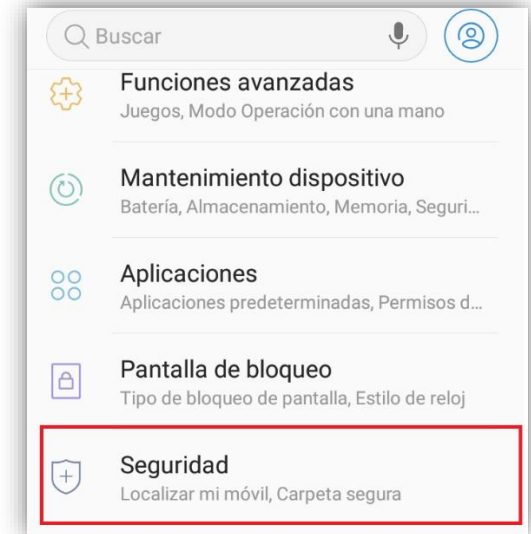 Buscar
Funciones avanzadas
Juegos, Modo Operación con una mano
Mantenimiento dispositivo
Batería, Almacenamiento, Memoria, Seguri...
Aplicaciones
Aplicaciones predeterminadas, Permisos d...
Pantalla de bloqueo
Tipo de bloqueo de pantalla, Estilo de reloj
Seguridad
Localizar mi móvil, Carpeta segura